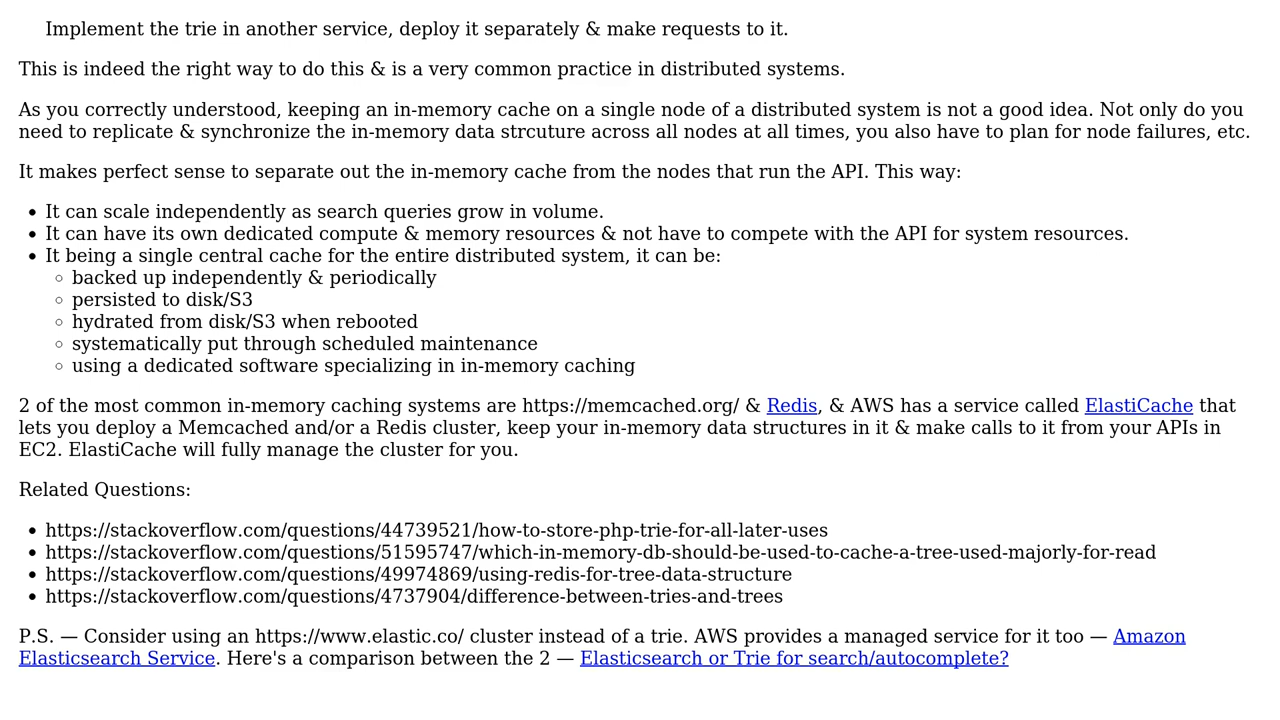 Implement the trie in another service, deploy it separately & make requests to it.
This is indeed the right way to do this & is a very common practice in distributed systems.
As you correctly understood, keeping an in-memory cache on a single node of a distributed system is not a good idea. Not only do you
need to replicate & synchronize the in-memory data strcuture across all nodes at all times, you also have to plan for node failures, etc.
It makes perfect sense to separate out the in-memory cache from the nodes that run the API. This way:
• It can scale independently as search queries grow in volume.
• It can have its own dedicated compute & memory resources & not have to compete with the API for system resources.
• It being a single central cache for the entire distributed system, it can be:
◦ backed up independently & periodically
◦ persisted to disk/S3
◦ hydrated from disk/S3 when rebooted
◦ systematically put through scheduled maintenance
◦ using a dedicated software specializing in in-memory caching
2 of the most common in-memory caching systems are https://memcached.org/ & Redis, & AWS has a service called ElastiCache that
lets you deploy a Memcached and/or a Redis cluster, keep your in-memory data structures in it & make calls to it from your APIs in
EC2. ElastiCache will fully manage the cluster for you.
Related Questions:
• https://stackoverflow.com/questions/44739521/how-to-store-php-trie-for-all-later-uses
• https://stackoverflow.com/questions/51595747/which-in-memory-db-should-be-used-to-cache-a-tree-used-majorly-for-read
• https://stackoverflow.com/questions/49974869/using-redis-for-tree-data-structure
• https://stackoverflow.com/questions/4737904/difference-between-tries-and-trees
P.S. — Consider using an https://www.elastic.co/ cluster instead of a trie. AWS provides a managed service for it too — Amazon
Elasticsearch Service. Here's a comparison between the 2 — Elasticsearch or Trie for search/autocomplete?